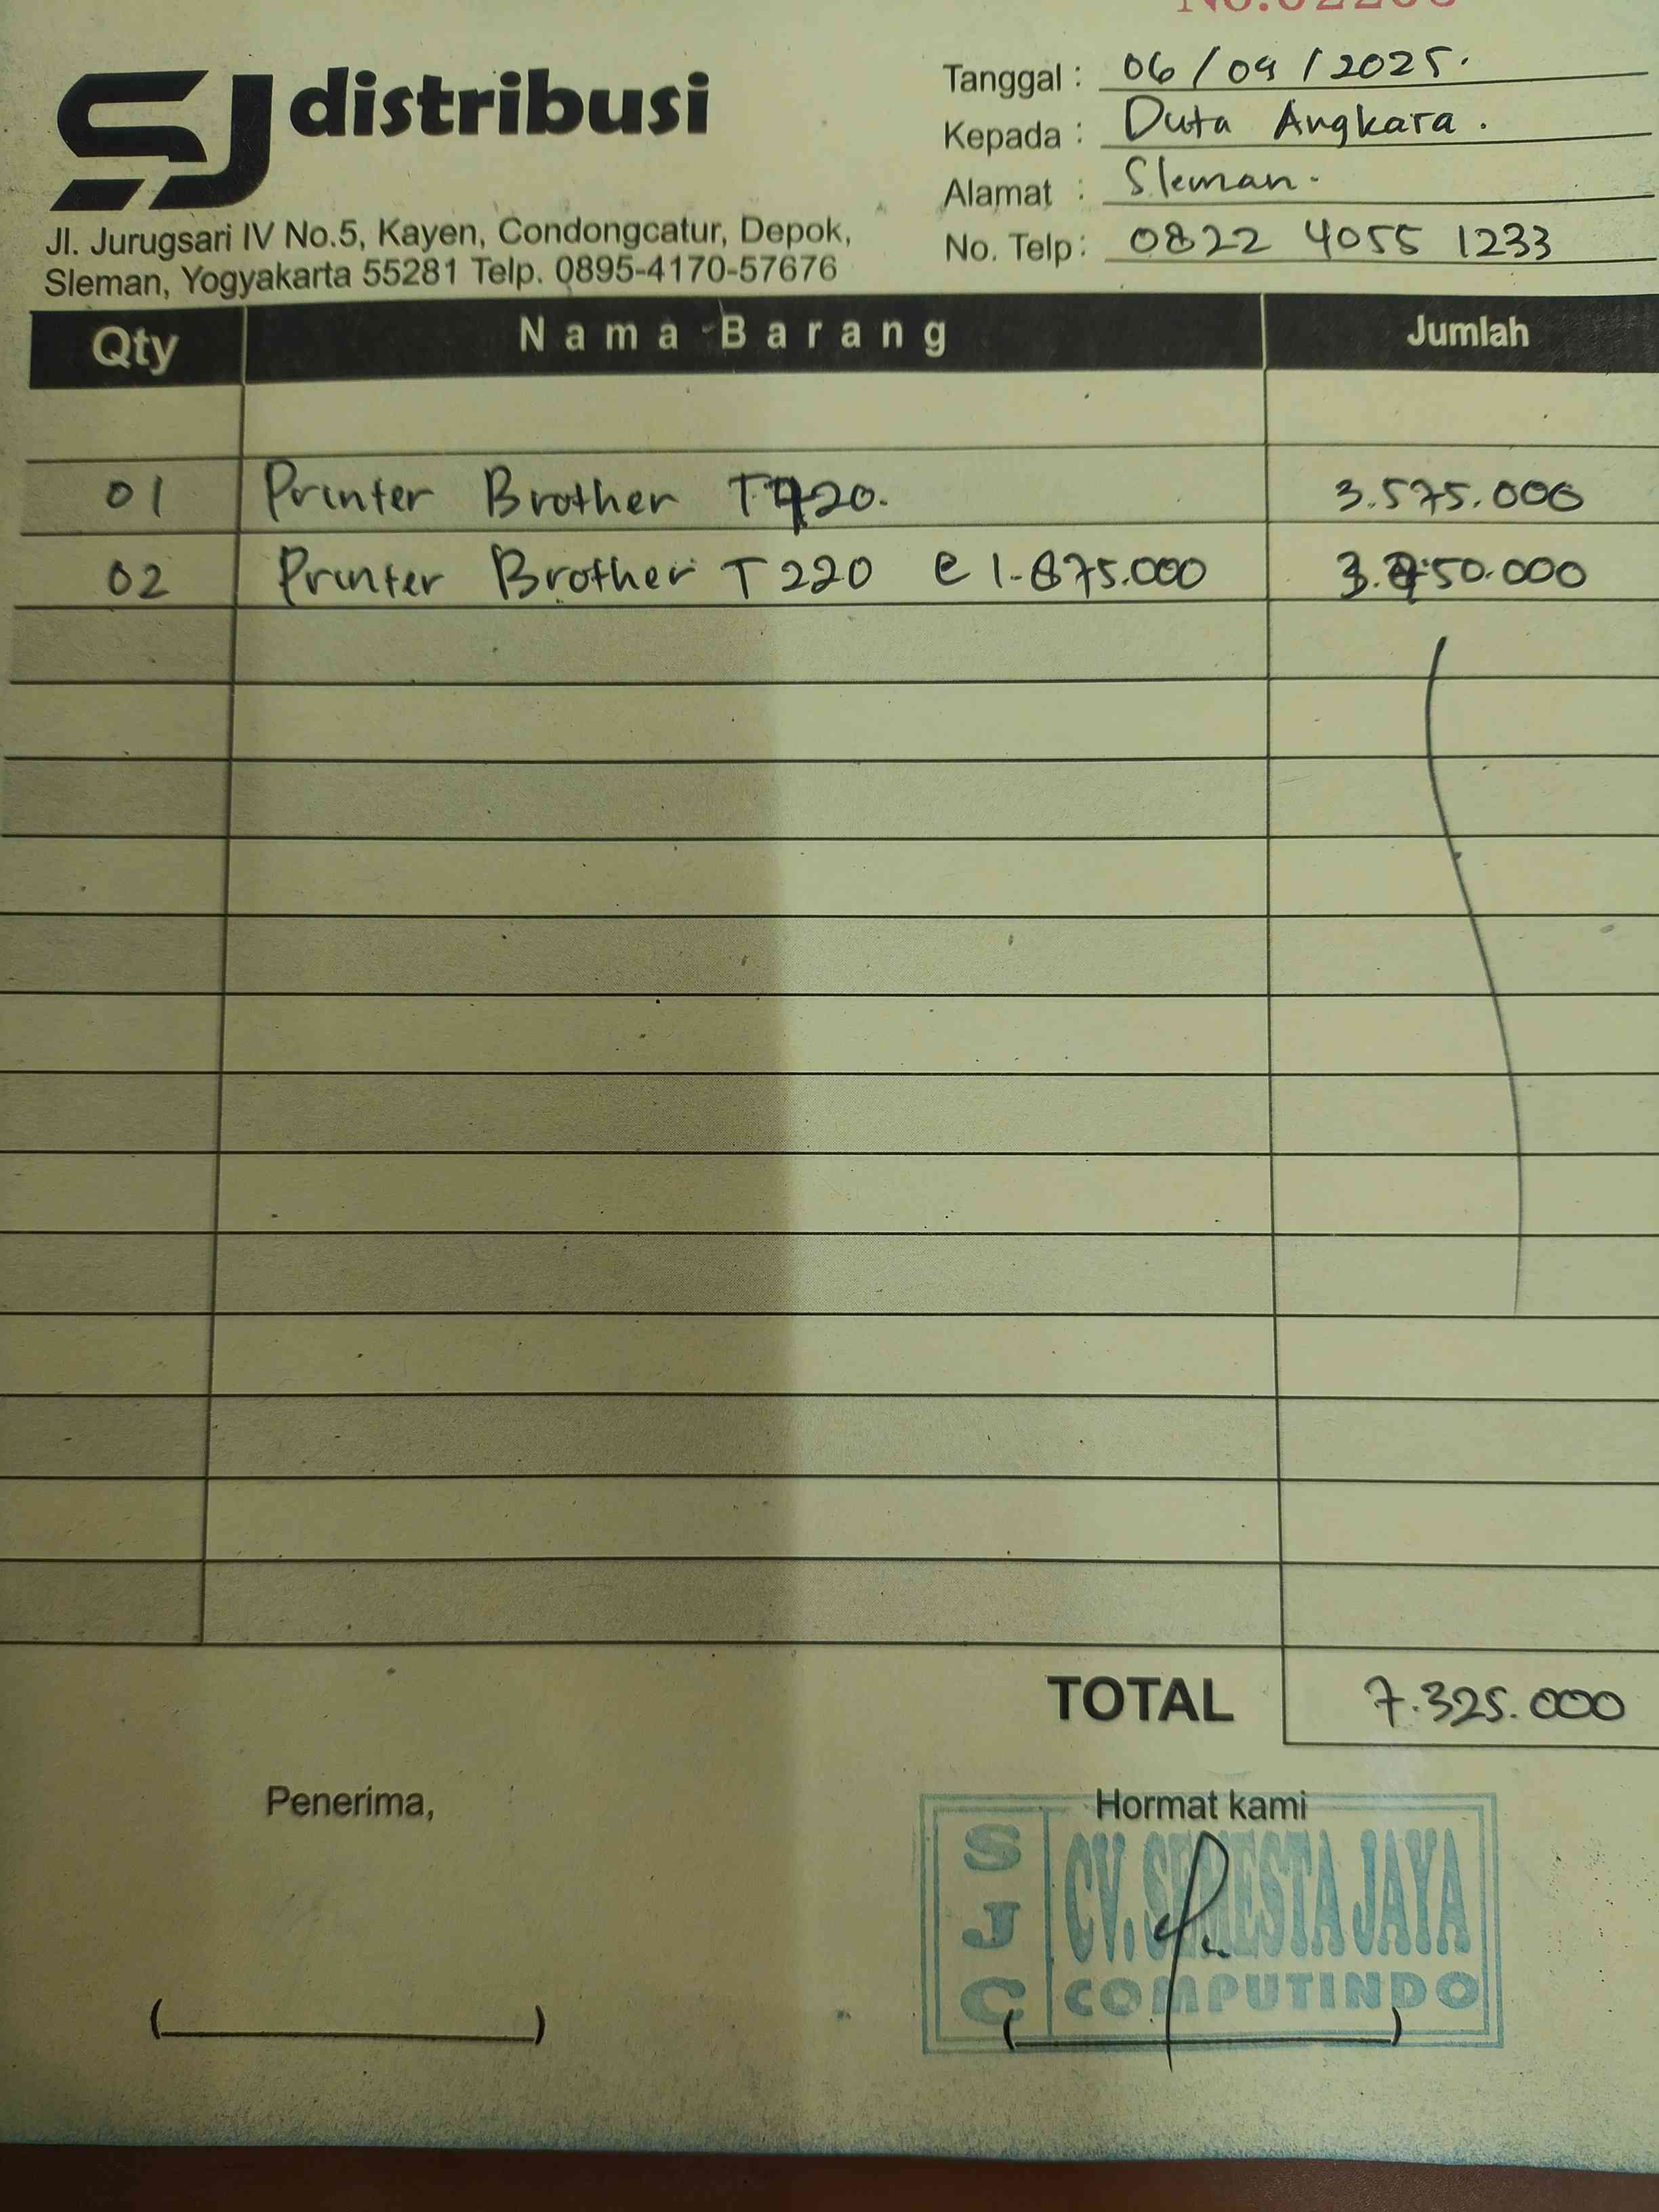 SJ distribusi
Jl. Jurugsari IV No.5, Kayen, Condongcatur, Depok,
Sleman, Yogyakarta 55281 Telp. 0895-4170-57676
Tanggal : 06/09/2025.
Kepada : Duta Angkara.
Alamat : Sleman.
No. Telp: 0822 4055 1233
Qty Nama Barang Jumlah
01 Printer Brother 3.575.000
02 Printer Brother T220 @ 1.875.000 3.750.000
TOTAL 7.325.000
Penerima, Hormat kami
SJC CV. SEMESTA JAYA
COMPUTINDO